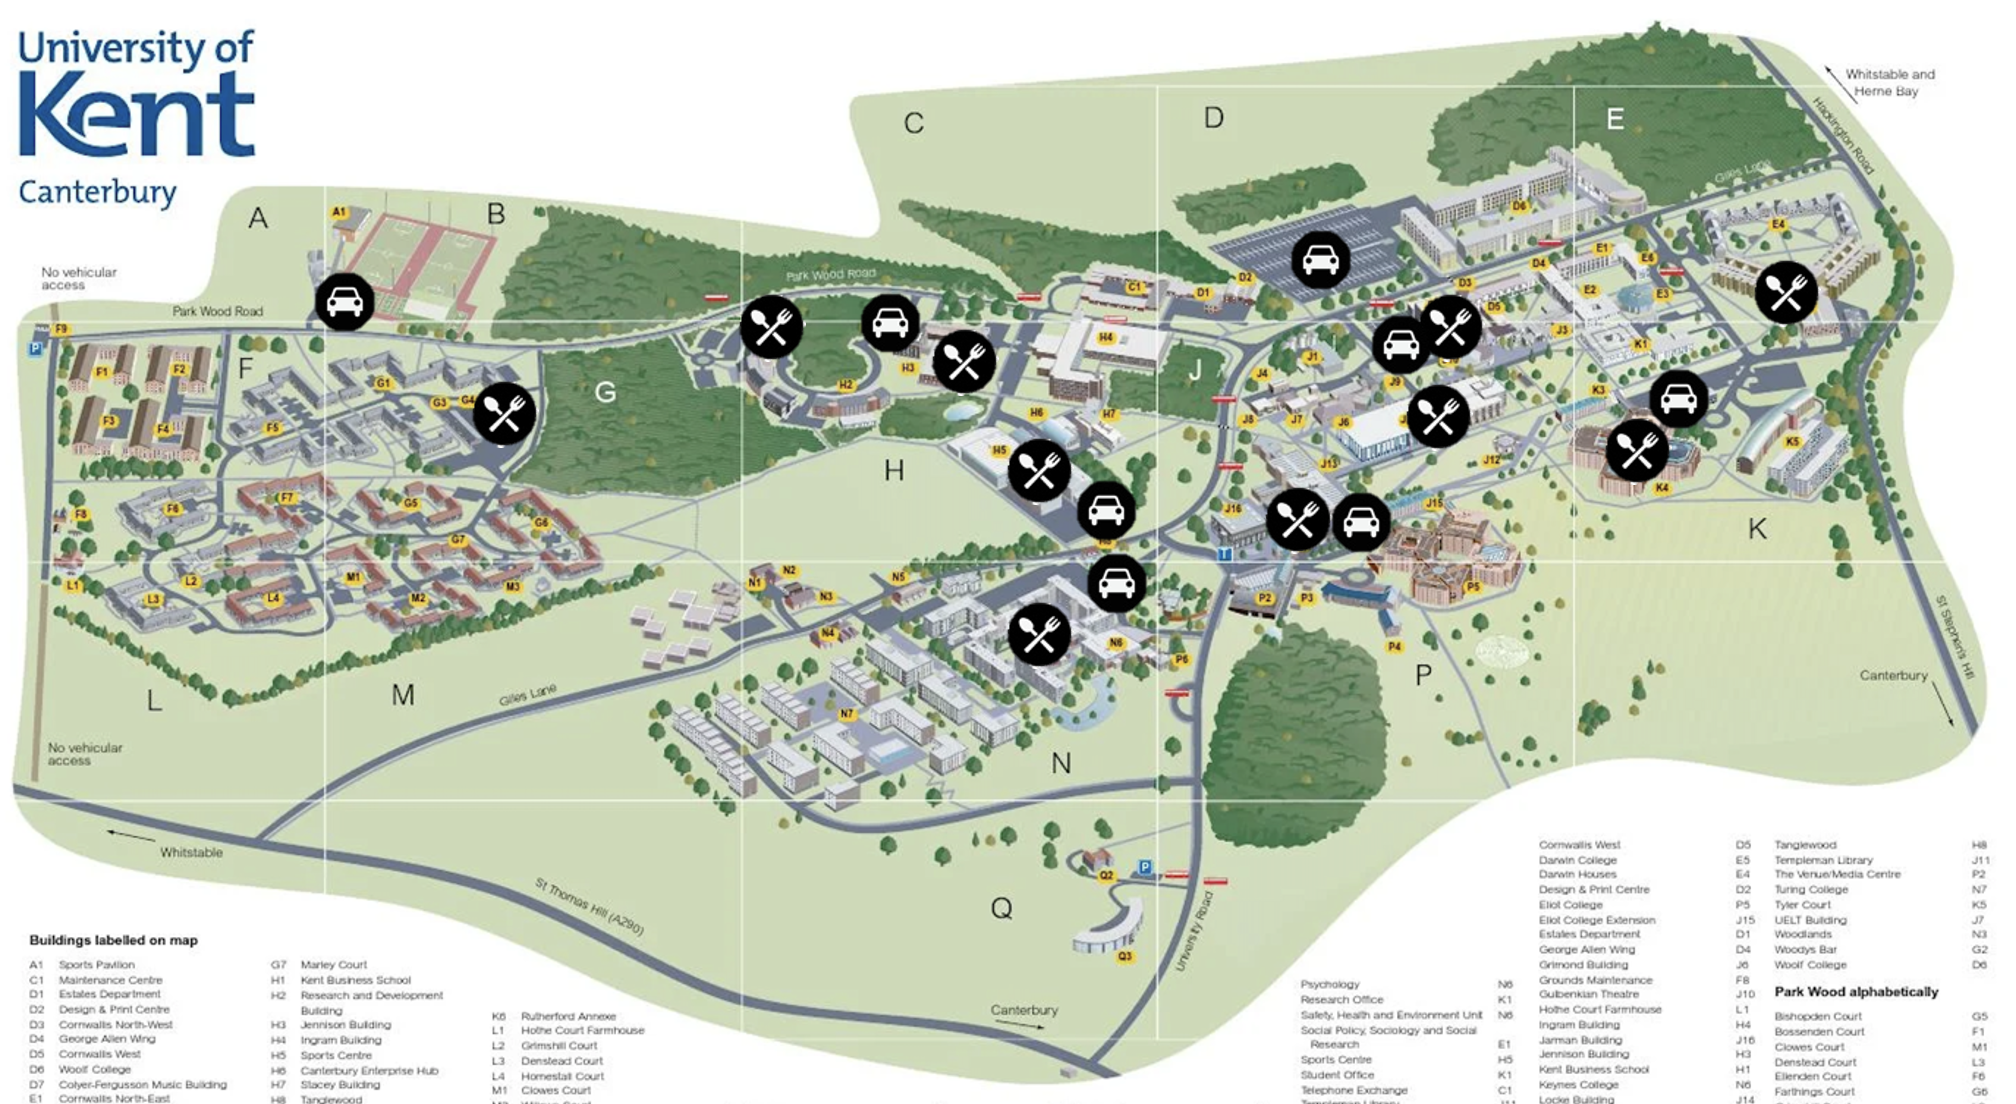 University of
Kent
Canterbury
A
B
C
D
E
Whitstable and
Herne Bay
Hackington Road
Giles Lane
A1
D6
E4
No vehicular
access
Park Wood Road
Park Wood Road
C1
D1
D2
D3
D4
D5
E1
E6
E2
E3
F9
P
F
F1
F2
F3
F4
F5
G1
G3
G4
G
H2
H3
H4
J
J1
J3
J4
J9
K1
K3
H
H5
H6
H7
J8
J7
J6
J13
J12
K4
K5
K
F6
F7
F8
G5
G6
G7
J16
J15
T
L1
L2
L3
L4
M1
M2
M3
N1
N2
N3
N4
N5
N6
N7
P2
P3
P4
P5
P6
P
L
M
N
Giles Lane
St Stephen's Hill
Canterbury
No vehicular
access
Whitstable
St Thomas Hill (A290)
Q
Q2
P
Q3
University Road
Canterbury
Buildings labelled on map
A1 Sports Pavilion
C1 Maintenance Centre
D1 Estates Department
D2 Design & Print Centre
D3 Cornwallis North-West
D4 George Allen Wing
D5 Cornwallis West
D6 Woolf College
D7 Colyer-Fergusson Music Building
E1 Cornwallis North-East
G7 Marley Court
H1 Kent Business School
H2 Research and Development
Building
H3 Jennison Building
H4 Ingram Building
H5 Sports Centre
H6 Canterbury Enterprise Hub
H7 Stacey Building
H8 Tanglewood
K6 Rutherford Annexe
L1 Hothe Court Farmhouse
L2 Grimshill Court
L3 Denstead Court
L4 Homestall Court
M1 Clowes Court
Psychology N6
Research Office K1
Safety, Health and Environment Unit N6
Social Policy, Sociology and Social
Research E1
Sports Centre H5
Student Office K1
Telephone Exchange C1
Templeman Library J11
Cornwallis West D5
Darwin College E5
Darwin Houses E4
Design & Print Centre D2
Eliot College P5
Eliot College Extension J15
Estates Department D1
George Allen Wing D4
Grimond Building J6
Grounds Maintenance F8
Gulbenkian Theatre J10
Hothe Court Farmhouse L1
Ingram Building H4
Jarman Building J16
Jennison Building H3
Kent Business School H1
Keynes College N6
Locke Building J14
Tanglewood H8
Templeman Library J11
The Venue/Media Centre P2
Turing College N7
Tyler Court K5
UELT Building J7
Woodlands N3
Woodys Bar G2
Woolf College D6
Park Wood alphabetically
Bishopden Court G5
Bossenden Court F1
Clowes Court M1
Denstead Court L3
Ellenden Court F6
Farthings Court G6